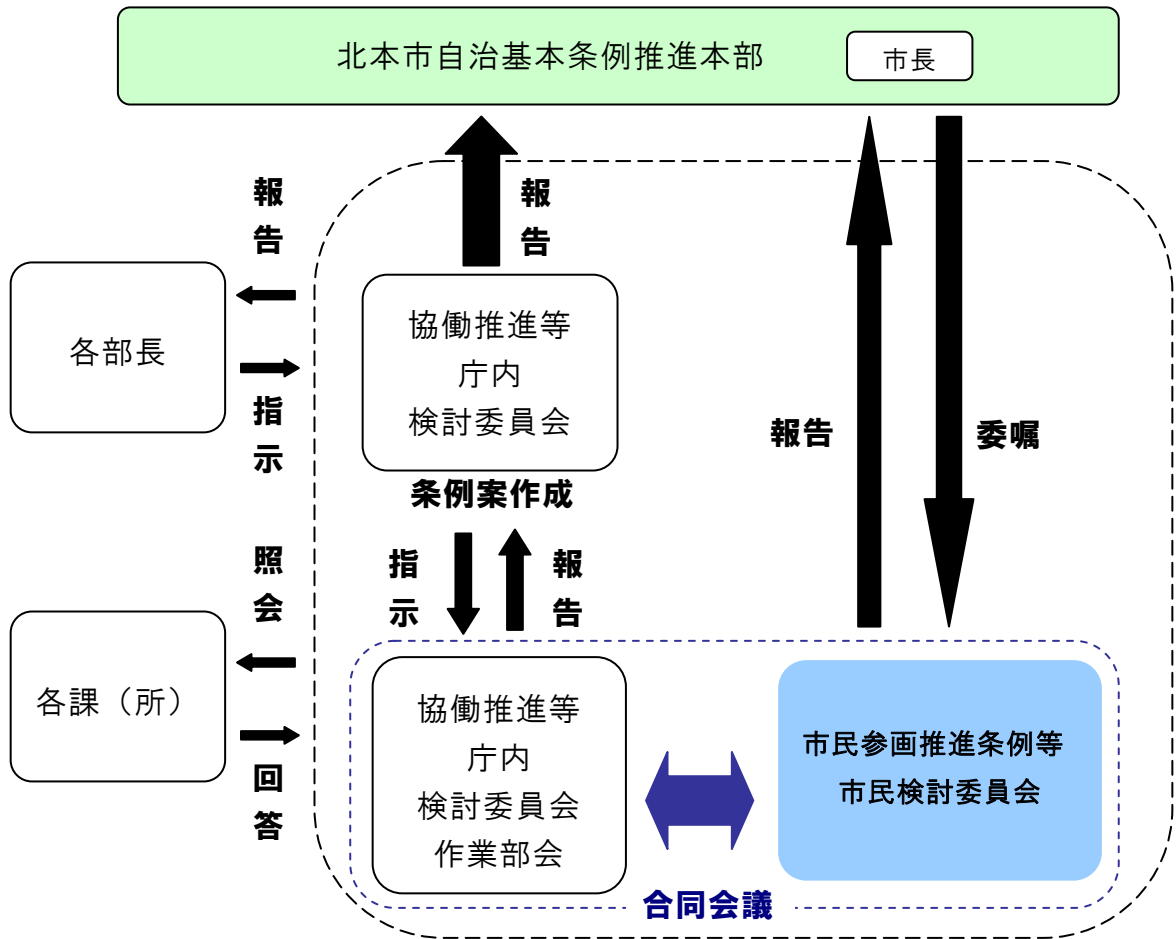 北本市自治基本条例推進本部
市長
報告
報告
各部長
協働推進等
庁内
検討委員会
指示
報告
委嘱
条例案作成
照会
指示
報告
各課（所）
協働推進等
庁内
検討委員会
作業部会
市民参画推進条例等
市民検討委員会
回答
合同会議